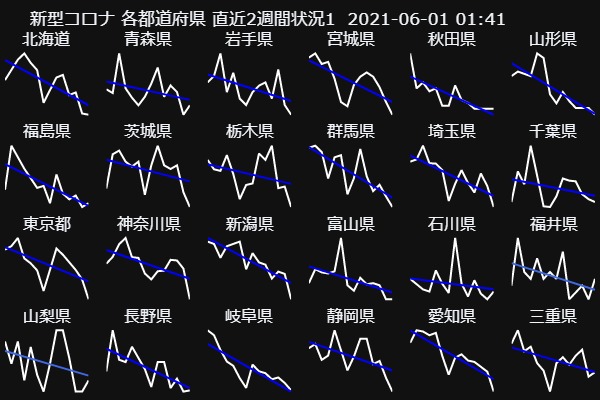 新型コロナ 各都道府県 直近2週間状況1 2021-06-01 01:41
北海道 青森県 岩手県 宮城県 秋田県 山形県
福島県 茨城県 栃木県 群馬県 埼玉県 千葉県
東京都 神奈川県 新潟県 富山県 石川県 福井県
山梨県 長野県 岐阜県 静岡県 愛知県 三重県